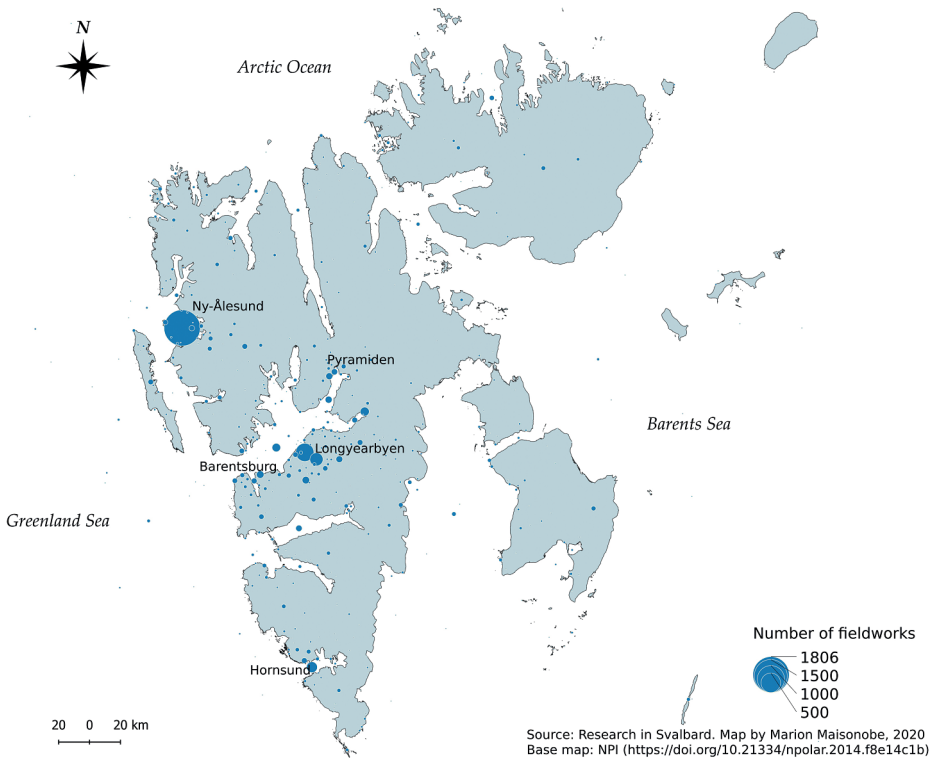 N
Arctic Ocean
Ny-Ålesund
Pyramiden
Barents Sea
Longyearbyen
Barentsburg
Greenland Sea
Number of fieldworks
1806
1500
1000
500
Hornsund
20 0 20 km
Source: Research in Svalbard. Map by Marion Maisonobe, 2020
Base map: NPI (https://doi.org/10.21334/npolar.2014.f8e14c1b)